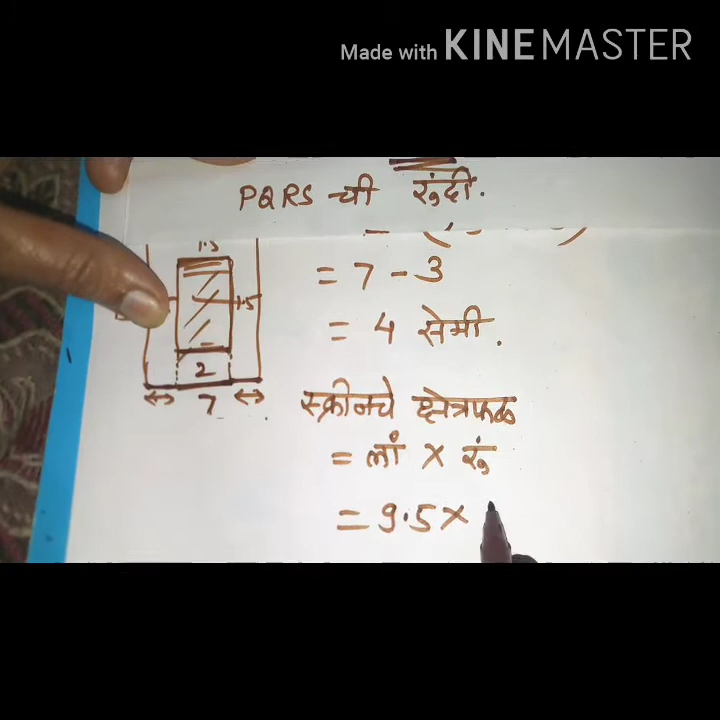 Made with KINEMASTER
PQRS ची रुंदी.
= 7 - 3
= 4 सेमी.
1.5
1.5
2
7
स्क्रीनचे क्षेत्रफळ
= लां × रुं
= 9.5 ×